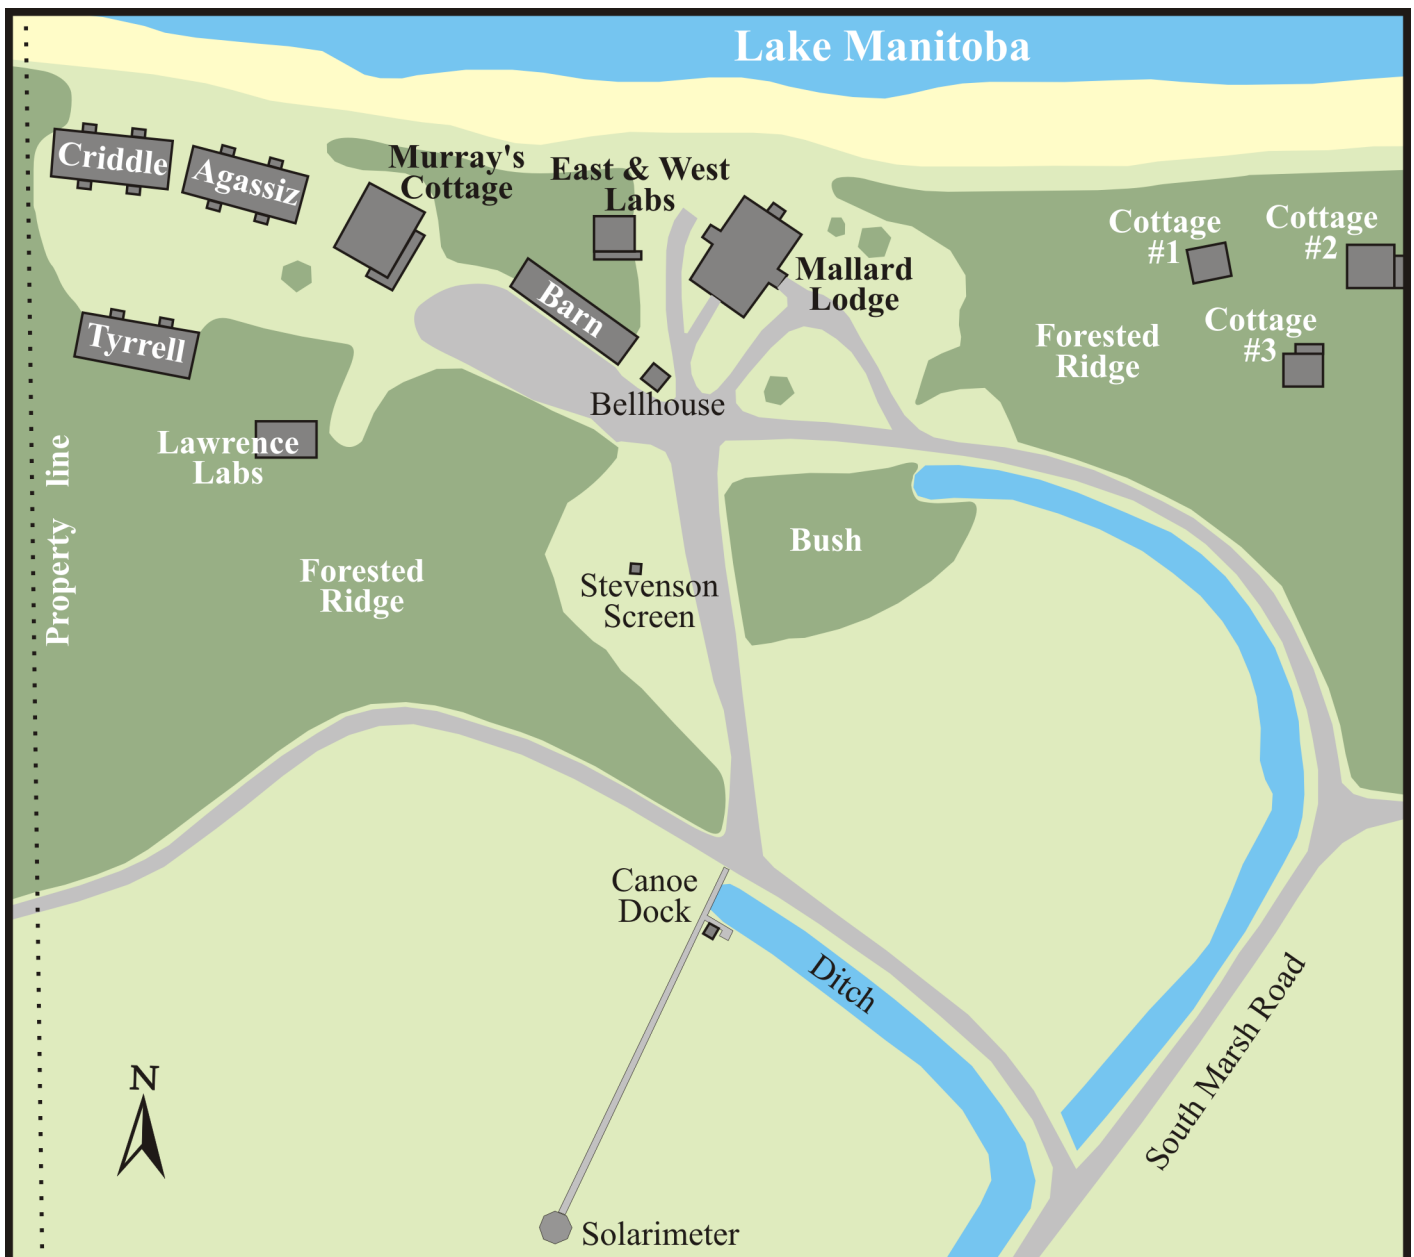 Lake Manitoba
Criddle
Agassiz
Murray's
Cottage
East & West
Labs
Mallard
Lodge
Cottage
#1
Cottage
#2
Cottage
#3
Forested
Ridge
Barn
Tyrrell
Bellhouse
Lawrence
Labs
Property line
Forested
Ridge
Bush
Stevenson
Screen
Canoe
Dock
Ditch
South Marsh Road
N
Solarimeter